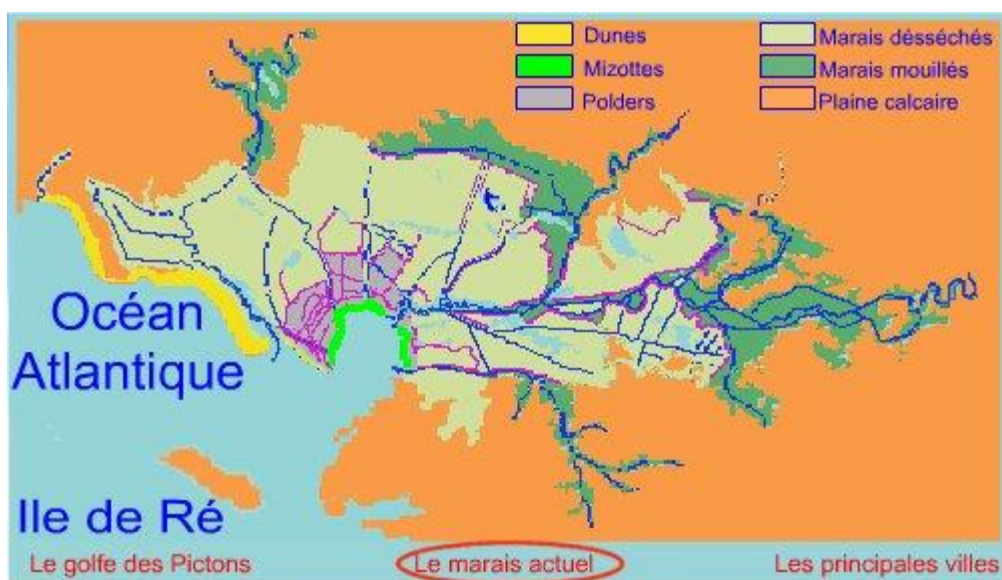 Dunes
Mizottes
Polders
Marais désséchés
Marais mouillés
Plaine calcaire
Océan
Atlantique
Ile de Ré
Le golfe des Pictons
Le marais actuel
Les principales villes